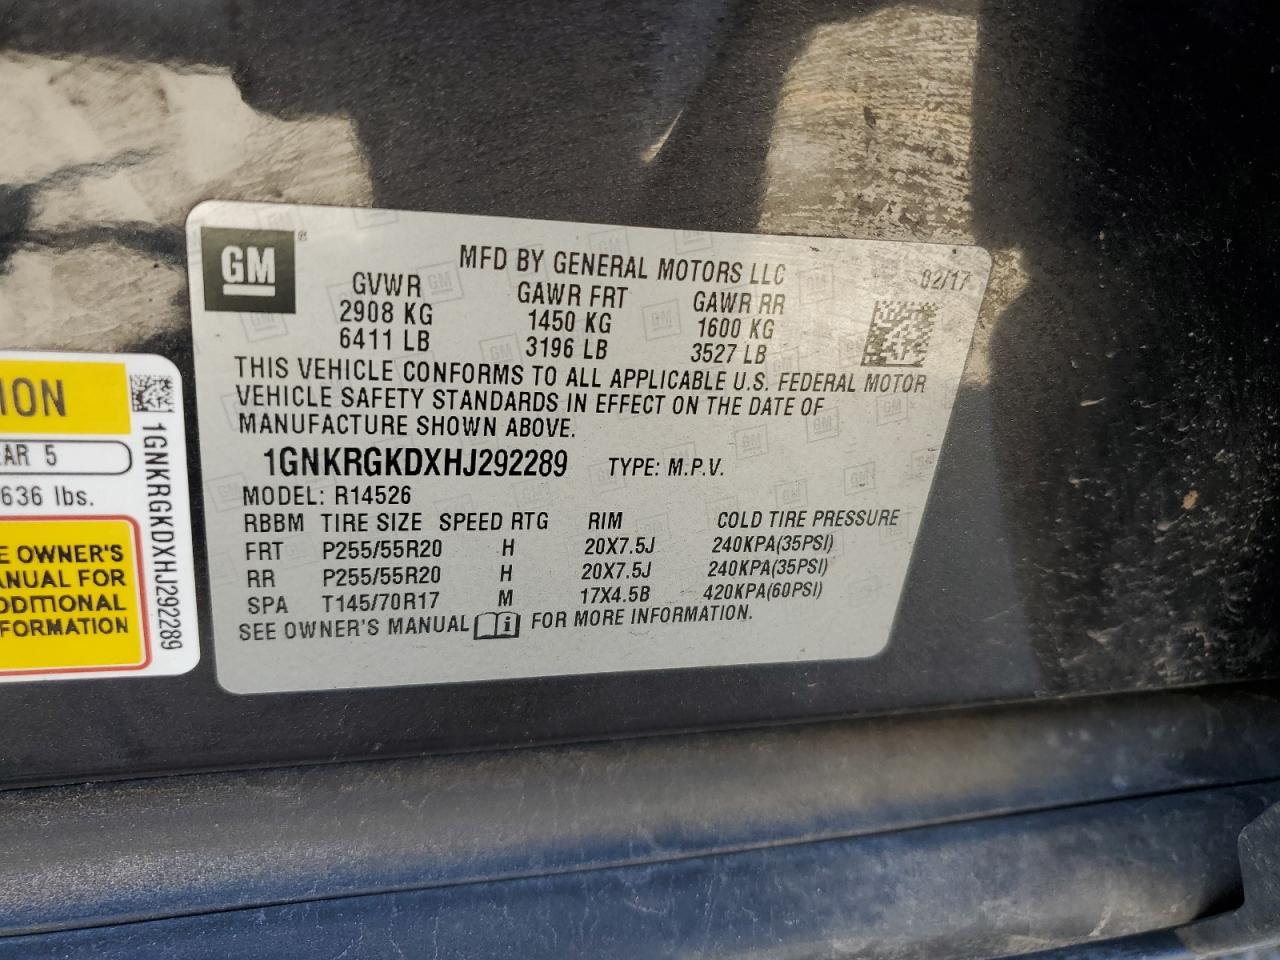 GM
MFD BY GENERAL MOTORS LLC
02/17
GVWR GAWR FRT GAWR RR
2908 KG 1450 KG 1600 KG
6411 LB 3196 LB 3527 LB
THIS VEHICLE CONFORMS TO ALL APPLICABLE U.S. FEDERAL MOTOR
VEHICLE SAFETY STANDARDS IN EFFECT ON THE DATE OF
MANUFACTURE SHOWN ABOVE.
1GNKRGKDXHJ292289 TYPE: M.P.V.
MODEL: R14526
RBBM TIRE SIZE SPEED RTG RIM COLD TIRE PRESSURE
FRT P255/55R20 H 20X7.5J 240KPA(35PSI)
RR P255/55R20 H 20X7.5J 240KPA(35PSI)
SPA T145/70R17 M 17X4.5B 420KPA(60PSI)
SEE OWNER'S MANUAL i FOR MORE INFORMATION.
ION
AR 5
636 lbs.
E OWNER'S
ANUAL FOR
DDITIONAL
FORMATION
1GNKRGKDXHJ292289